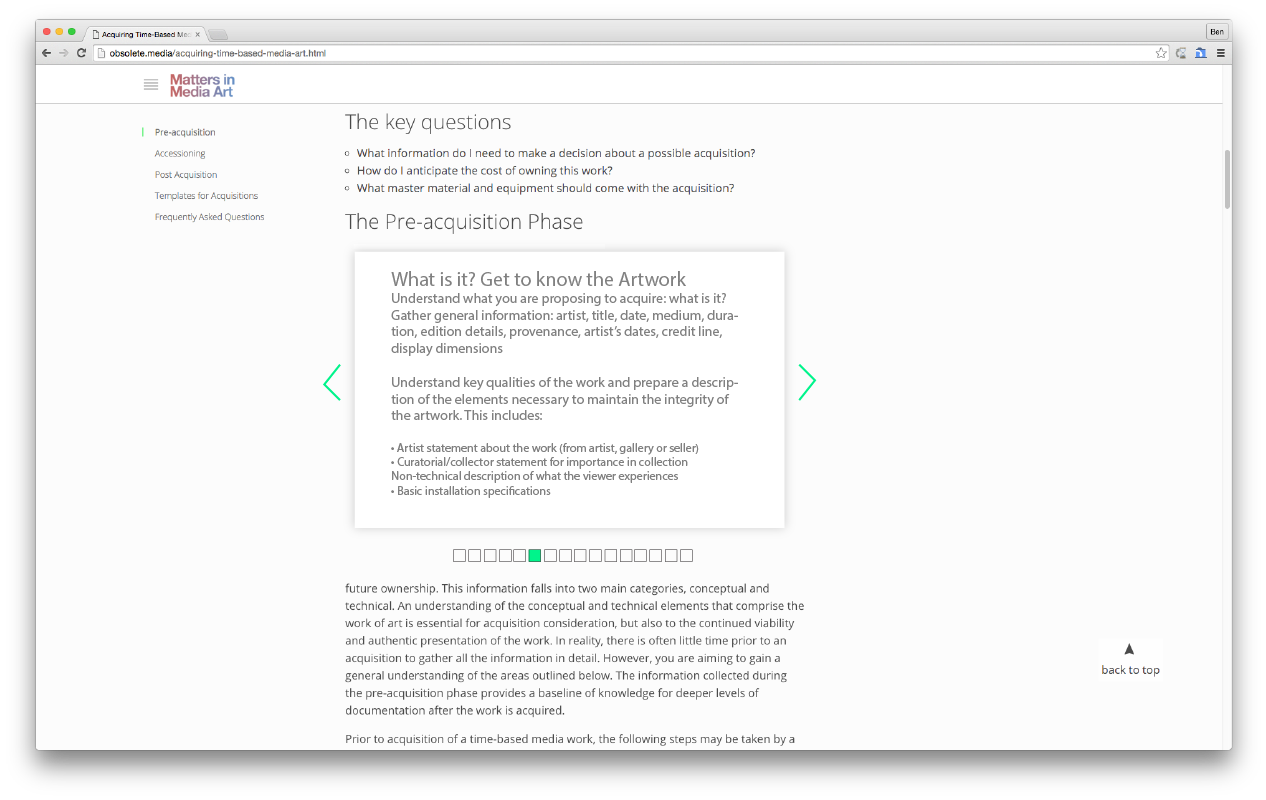 Acquiring Time-Based Med
Ben
obsolete.media/acquiring-time-based-media-art.html
Matters in
Media Art
Pre-acquisition
Accessioning
Post Acquisition
Templates for Acquisitions
Frequently Asked Questions
The key questions
What information do I need to make a decision about a possible acquisition?
How do I anticipate the cost of owning this work?
What master material and equipment should come with the acquisition?
The Pre-acquisition Phase
What is it? Get to know the Artwork
Understand what you are proposing to acquire: what is it?
Gather general information: artist, title, date, medium, dura-
tion, edition details, provenance, artist's dates, credit line,
display dimensions
Understand key qualities of the work and prepare a descrip-
tion of the elements necessary to maintain the integrity of
the artwork. This includes:
• Artist statement about the work (from artist, gallery or seller)
• Curatorial/collector statement for importance in collection
Non-technical description of what the viewer experiences
• Basic installation specifications
future ownership. This information falls into two main categories, conceptual and
technical. An understanding of the conceptual and technical elements that comprise the
work of art is essential for acquisition consideration, but also to the continued viability
and authentic presentation of the work. In reality, there is often little time prior to an
acquisition to gather all the information in detail. However, you are aiming to gain a
general understanding of the areas outlined below. The information collected during
the pre-acquisition phase provides a baseline of knowledge for deeper levels of
documentation after the work is acquired.
Prior to acquisition of a time-based media work, the following steps may be taken by a
back to top